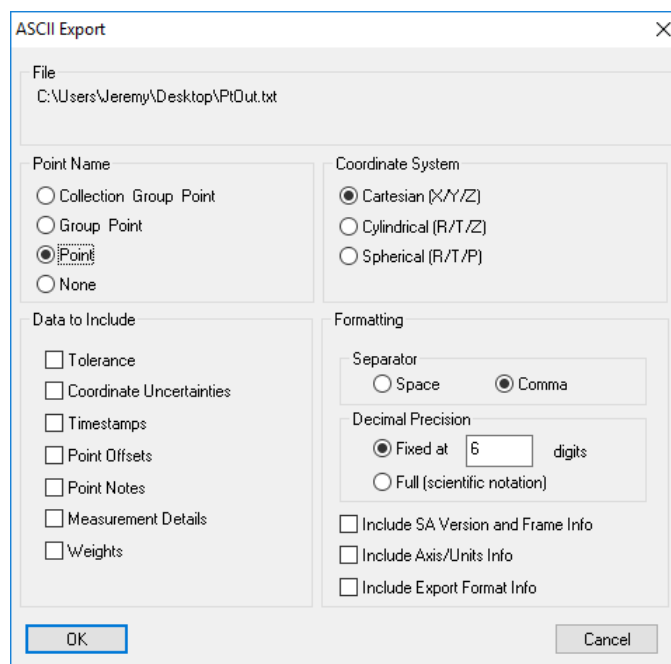 ASCII Export
File
C:\Users\Jeremy\Desktop\PtOut.txt
Point Name
Collection Group Point
Group Point
Point
None
Coordinate System
Cartesian (X/Y/Z)
Cylindrical (R/T/Z)
Spherical (R/T/P)
Data to Include
Tolerance
Coordinate Uncertainties
Timestamps
Point Offsets
Point Notes
Measurement Details
Weights
Formatting
Separator
Space Comma
Decimal Precision
Fixed at 6 digits
Full (scientific notation)
Include SA Version and Frame Info
Include Axis/Units Info
Include Export Format Info
OK Cancel